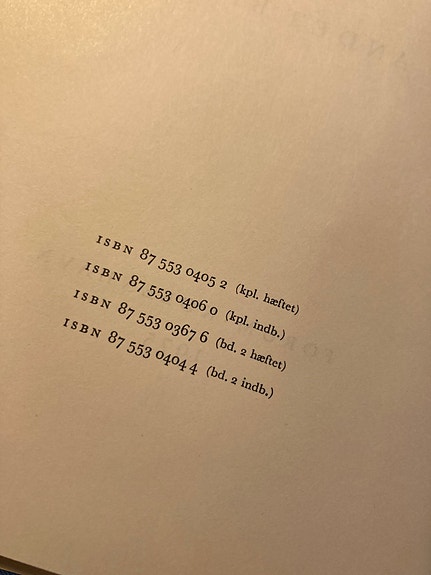 ISBN 87 553 0405 2 (kpl. hæftet)
ISBN 87 553 0406 0 (kpl. indb.)
ISBN 87 553 0367 6 (bd. 2 hæftet)
ISBN 87 553 0404 4 (bd. 2 indb.)